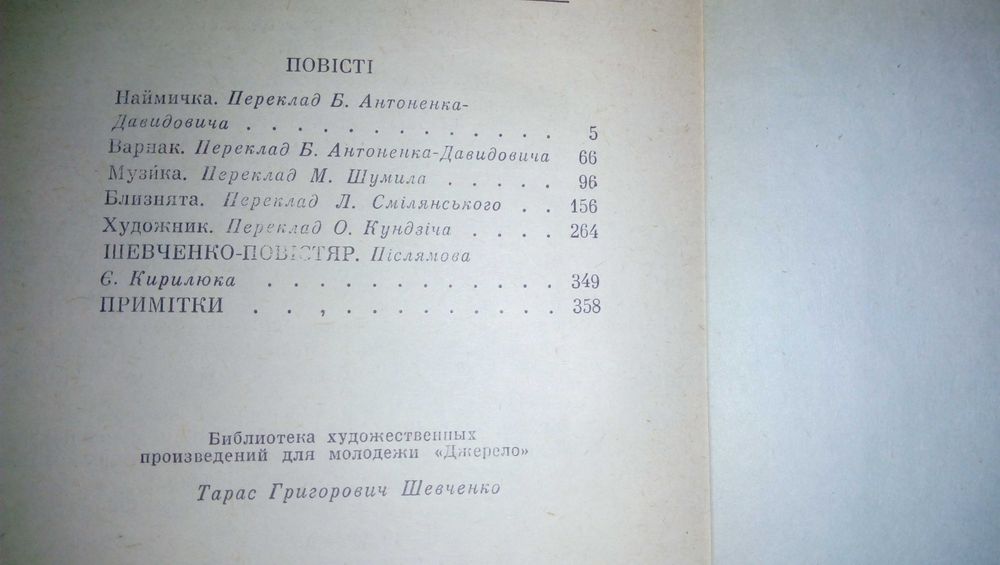 ПОВІСТІ
Наймичка. Переклад Б. Антоненка-
Давидовича . . . . . . . . . . . . . 5
Варнак. Переклад Б. Антоненка-Давидовича 66
Музика. Переклад М. Шумила . . . . . 96
Близнята. Переклад Л. Смілянського . . 156
Художник. Переклад О. Кундзіча . . . . 264
ШЕВЧЕНКО-ПОВІСТЯР. Післямова
Є. Кирилюка . . . . . . . . . . . . 349
ПРИМІТКИ . . , . . . . . . . . . 358
Библиотека художественных
произведений для молодежи «Джерело»
Тарас Григорович Шевченко